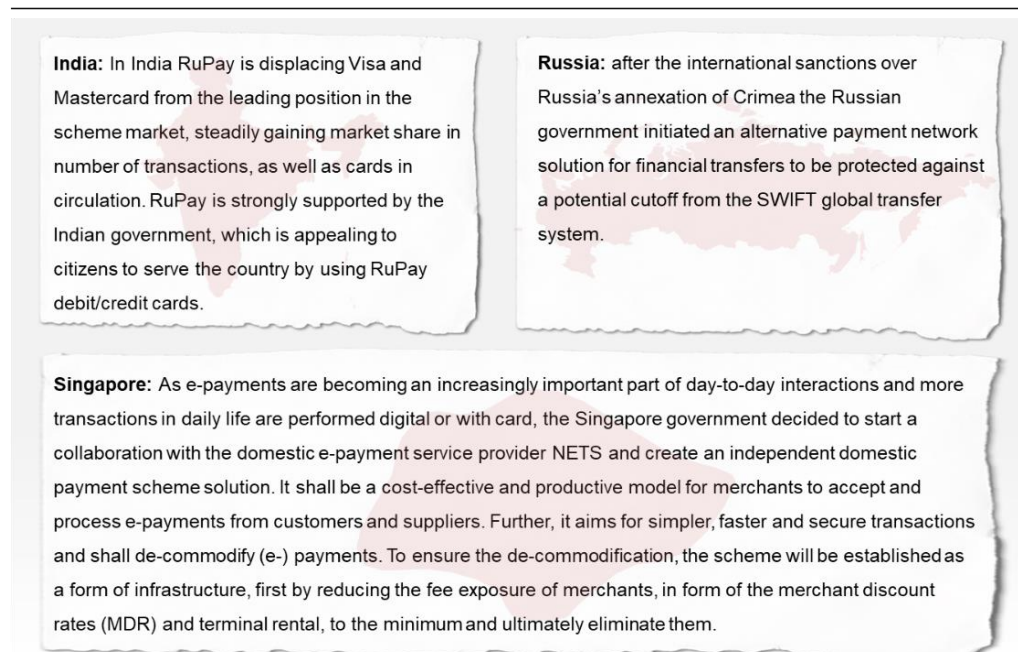 India: In India RuPay is displacing Visa and
Mastercard from the leading position in the
scheme market, steadily gaining market share in
number of transactions, as well as cards in
circulation. RuPay is strongly supported by the
Indian government, which is appealing to
citizens to serve the country by using RuPay
debit/credit cards.
Russia: after the international sanctions over
Russia's annexation of Crimea the Russian
government initiated an alternative payment network
solution for financial transfers to be protected against
a potential cutoff from the SWIFT global transfer
system.
Singapore: As e-payments are becoming an increasingly important part of day-to-day interactions and more
transactions in daily life are performed digital or with card, the Singapore government decided to start a
collaboration with the domestic e-payment service provider NETS and create an independent domestic
payment scheme solution. It shall be a cost-effective and productive model for merchants to accept and
process e-payments from customers and suppliers. Further, it aims for simpler, faster and secure transactions
and shall de-commodify (e-) payments. To ensure the de-commodification, the scheme will be established as
a form of infrastructure, first by reducing the fee exposure of merchants, in form of the merchant discount
rates (MDR) and terminal rental, to the minimum and ultimately eliminate them.